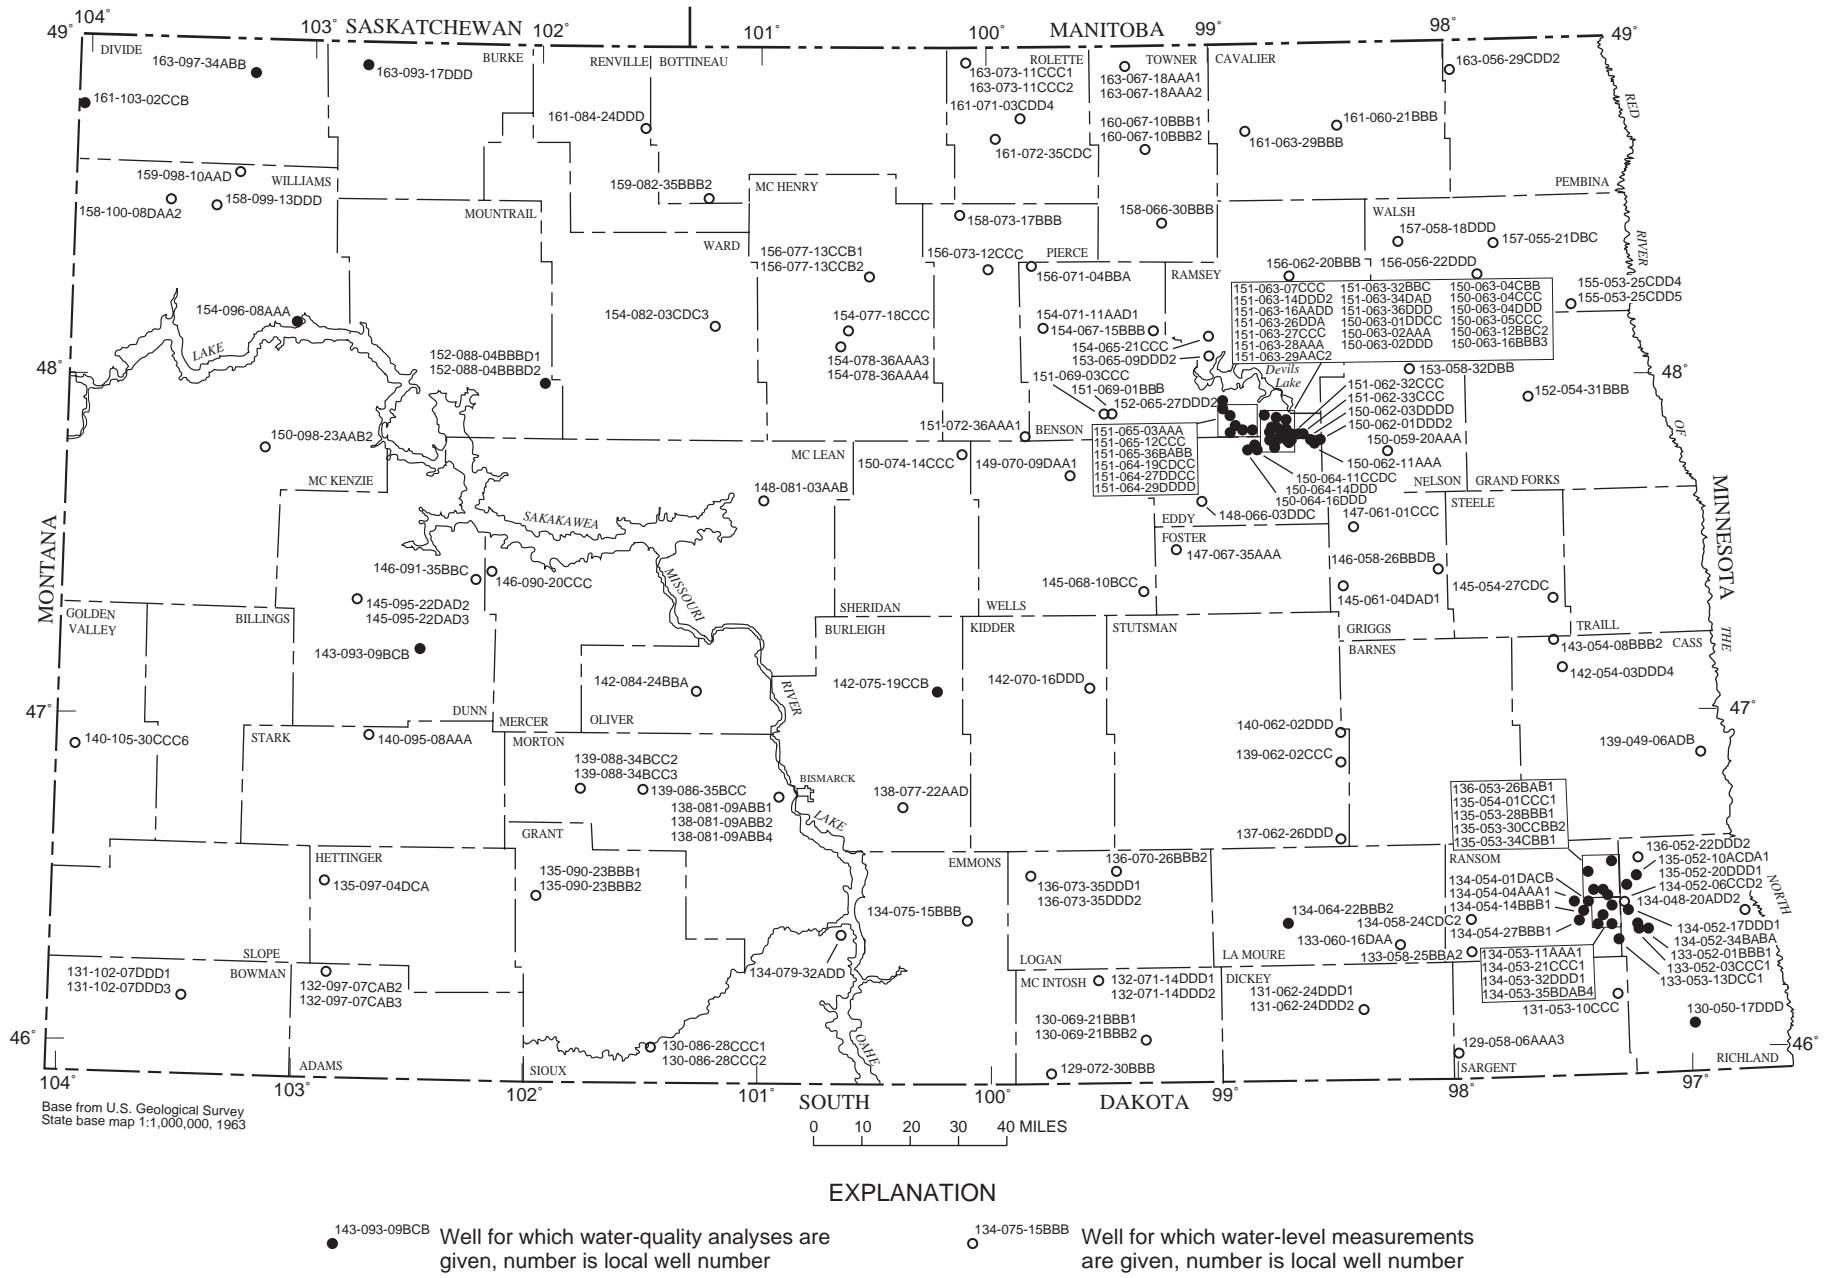 104°
SASKATCHEWAN
MANITOBA
49°
103°
102°
101°
100°
99°
98°
49°
DIVIDE
163-097-34ABB
161-103-02CCB
163-093-17DDD
BURKE
RENVILLE
BOTTINEAU
161-084-24DDD
ROLETTE
163-073-11CCC1
163-073-11CCC2
161-071-03CDD4
161-072-35CDC
TOWNER
163-067-18AAA1
163-067-18AAA2
160-067-10BBB1
160-067-10BBB2
CAVALIER
161-060-21BBB
161-063-29BBB
163-056-29CDD2
RED
PEMBINA
159-098-10AAD
WILLIAMS
158-100-08DAA2
158-099-13DDD
MOUNTRAIL
159-082-35BBB2
MC HENRY
WARD
156-077-13CCB1
156-077-13CCB2
158-073-17BBB
156-073-12CCC
PIERCE
156-071-04BBA
158-066-30BBB
RAMSEY
WALSH
157-058-18DDD
157-055-21DBC
156-062-20BBB
156-056-22DDD
RIVER
155-053-25CDD4
155-053-25CDD5
151-063-07CCC
151-063-14DDD2
151-063-16AADD
151-063-26DDA
151-063-27CCC
151-063-28AAA
151-063-29AAC2
151-063-32BBC
151-063-34DAD
151-063-36DDD
150-063-01DDCC
150-063-02AAA
150-063-02DDD
150-063-04CBB
150-063-04CCC
150-063-04DDD
150-063-05CCC
150-063-12BBC2
150-063-16BBB3
154-096-08AAA
LAKE
154-082-03CDC3
154-077-18CCC
154-078-36AAA3
154-078-36AAA4
154-071-11AAD1
154-067-15BBB
154-065-21CCC
153-065-09DDD2
Devils
Lake
48°
152-088-04BBBD1
152-088-04BBBD2
151-069-03CCC
151-069-01BBB
152-065-27DDD2
153-058-32DBB
48°
151-062-32CCC
151-062-33CCC
150-062-03DDDD
150-062-01DDD2
152-054-31BBB
OF
150-098-23AAB2
151-072-36AAA1
BENSON
151-065-03AAA
151-065-12CCC
151-065-36BABB
151-064-19CDCC
151-064-27DDCC
151-064-29DDDD
150-059-20AAA
150-062-11AAA
150-064-11CCDC
150-064-14DDD
150-064-16DDD
MC LEAN
150-074-14CCC
149-070-09DAA1
MC KENZIE
148-081-03AAB
NELSON
GRAND FORKS
STEELE
148-066-03DDC
147-061-01CCC
MINNESOTA
SAKAKAWEA
EDDY
FOSTER
147-067-35AAA
MONTANA
146-091-35BBC
146-090-20CCC
MISSOURI
146-058-26BBDB
145-095-22DAD2
145-095-22DAD3
145-068-10BCC
145-061-04DAD1
145-054-27CDC
GOLDEN
VALLEY
BILLINGS
SHERIDAN
WELLS
BURLEIGH
KIDDER
STUTSMAN
GRIGGS
BARNES
TRAILL
CASS
THE
143-093-09BCB
143-054-08BBB2
142-054-03DDD4
142-084-24BBA
RIVER
142-075-19CCB
142-070-16DDD
47°
47°
DUNN
MERCER
OLIVER
140-105-30CCC6
STARK
140-095-08AAA
MORTON
140-062-02DDD
139-062-02CCC
139-049-06ADB
139-088-34BCC2
139-088-34BCC3
139-086-35BCC
138-081-09ABB1
138-081-09ABB2
138-081-09ABB4
BISMARCK
LAKE
138-077-22AAD
136-053-26BAB1
135-054-01CCC1
135-053-28BBB1
135-053-30CCBB2
135-053-34CBB1
137-062-26DDD
GRANT
HETTINGER
135-097-04DCA
135-090-23BBB1
135-090-23BBB2
EMMONS
136-070-26BBB2
136-073-35DDD1
136-073-35DDD2
RANSOM
136-052-22DDD2
135-052-10ACDA1
135-052-20DDD1
134-052-06CCD2
134-048-20ADD2
NORTH
134-054-01DACB
134-054-04AAA1
134-054-14BBB1
134-054-27BBB1
134-075-15BBB
134-064-22BBB2
134-058-24CDC2
133-060-16DAA
133-058-25BBA2
134-052-17DDD1
134-052-34BABA
133-052-01BBB1
133-052-03CCC1
133-053-13DCC1
134-053-11AAA1
134-053-21CCC1
134-053-32DDD1
134-053-35BDAB4
SLOPE
BOWMAN
134-079-32ADD
LOGAN
MC INTOSH
LA MOURE
DICKEY
131-102-07DDD1
131-102-07DDD3
132-097-07CAB2
132-097-07CAB3
132-071-14DDD1
132-071-14DDD2
131-062-24DDD1
131-062-24DDD2
131-053-10CCC
130-050-17DDD
46°
130-086-28CCC1
130-086-28CCC2
OAHE
130-069-21BBB1
130-069-21BBB2
129-058-06AAA3
46°
ADAMS
SIOUX
129-072-30BBB
SARGENT
RICHLAND
104°
103°
102°
101°
100°
99°
98°
97°
SOUTH
DAKOTA
Base from U.S. Geological Survey
State base map 1:1,000,000, 1963
0 10 20 30 40 MILES
EXPLANATION
143-093-09BCB
Well for which water-quality analyses are
given, number is local well number
134-075-15BBB
Well for which water-level measurements
are given, number is local well number